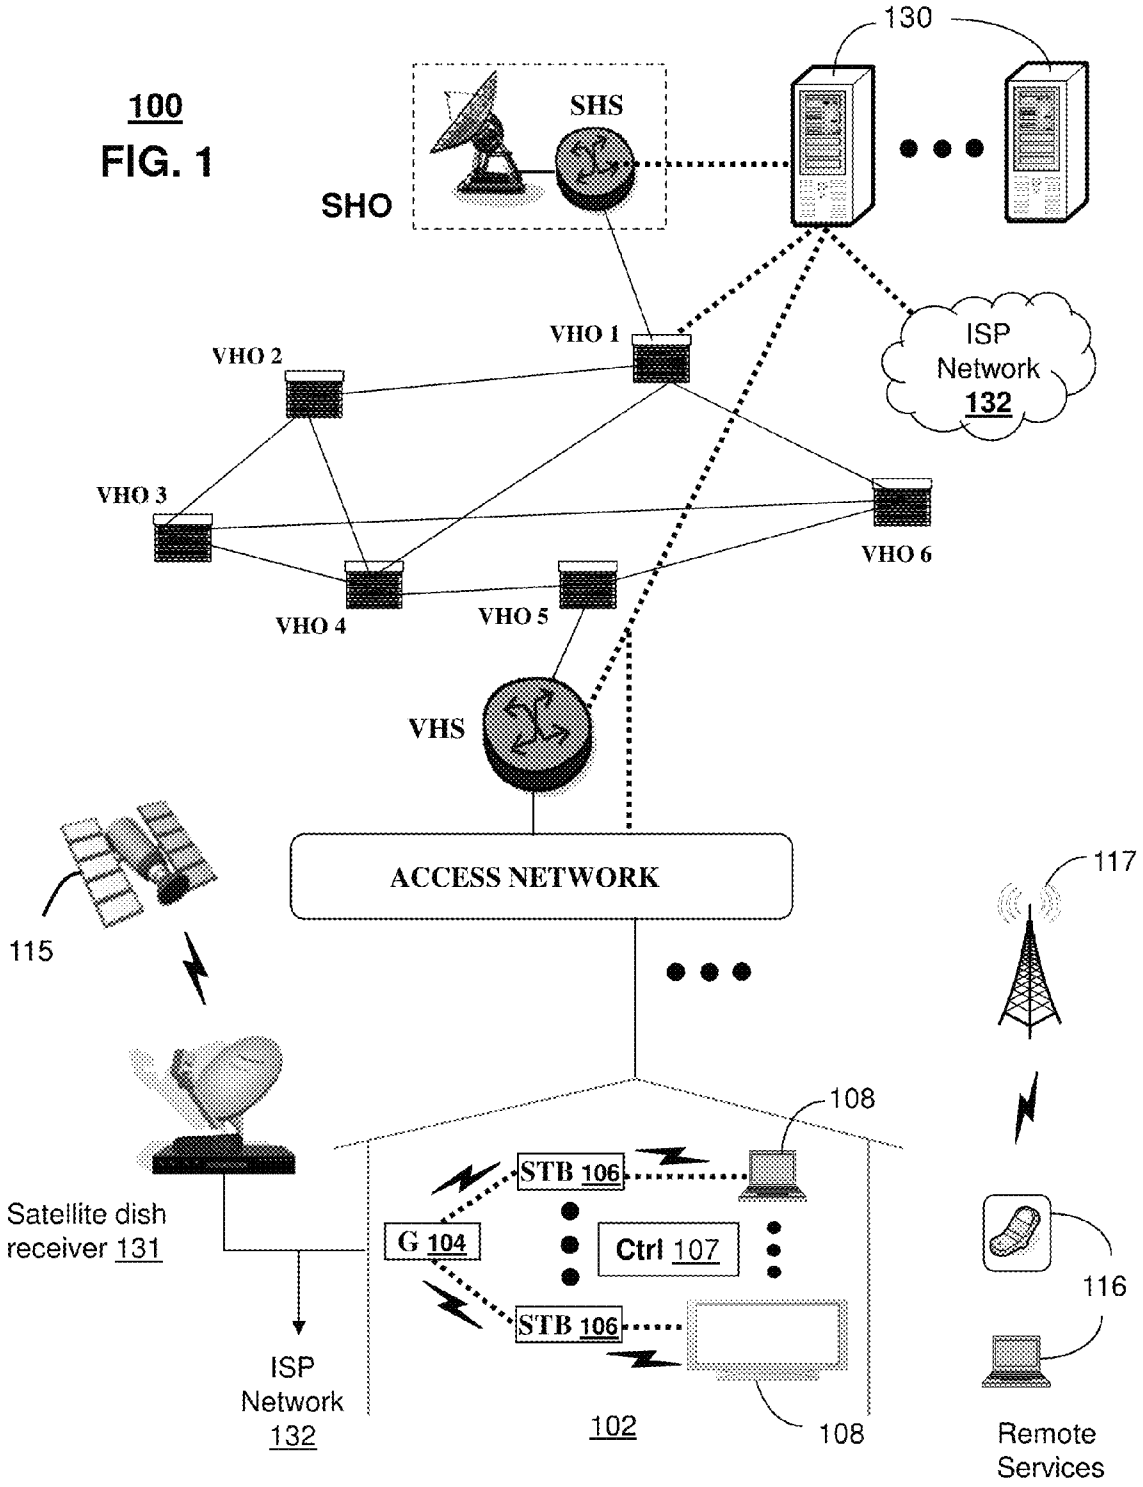 130
100
FIG. 1
SHS
SHO
ISP
Network
132
VHO 1
VHO 2
VHO 3
VHO 6
VHO 4
VHO 5
VHS
ACCESS NETWORK
117
115
108
STB 106
Satellite dish
receiver 131
G 104
Ctrl 107
116
STB 106
ISP
Network
132
102
108
Remote
Services